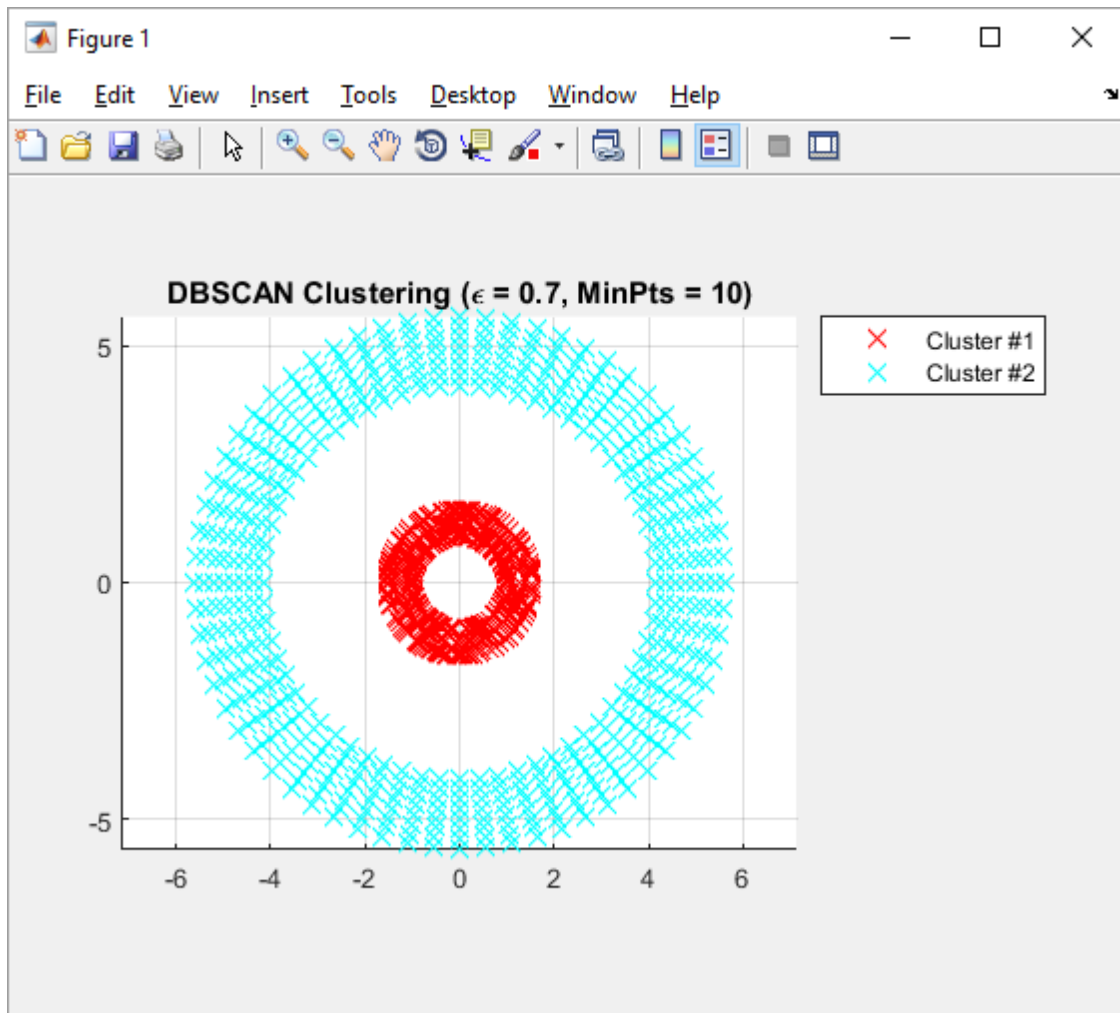 Figure 1
File Edit View Insert Tools Desktop Window Help
DBSCAN Clustering (ϵ = 0.7, MinPts = 10)
5
0
-5
-6 -4 -2 0 2 4 6
Cluster #1
Cluster #2